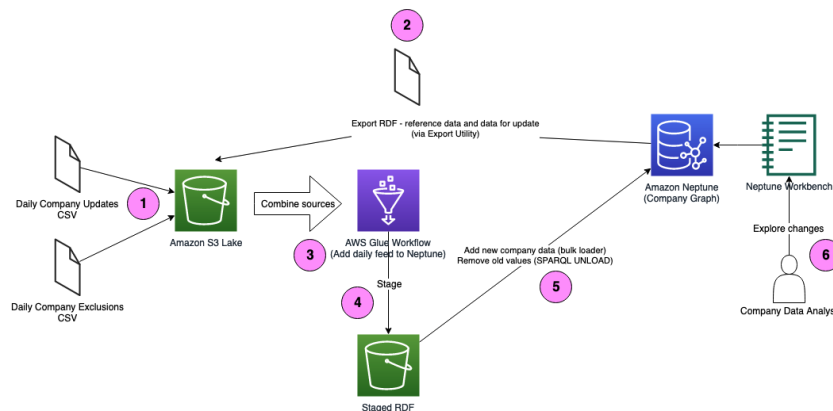 2
Export RDF - reference data and data for update
(via Export Utility)
Daily Company Updates
CSV
1
Amazon S3 Lake
Combine sources
3
AWS Glue Workflow
(Add daily feed to Neptune)
Amazon Neptune
(Company Graph)
Neptune Workbench
Explore changes
6
Company Data Analys
Daily Company Exclusions
CSV
4
Stage
Add new company data (bulk loader)
Remove old values (SPARQL UNLOAD)
5
Staged RDF